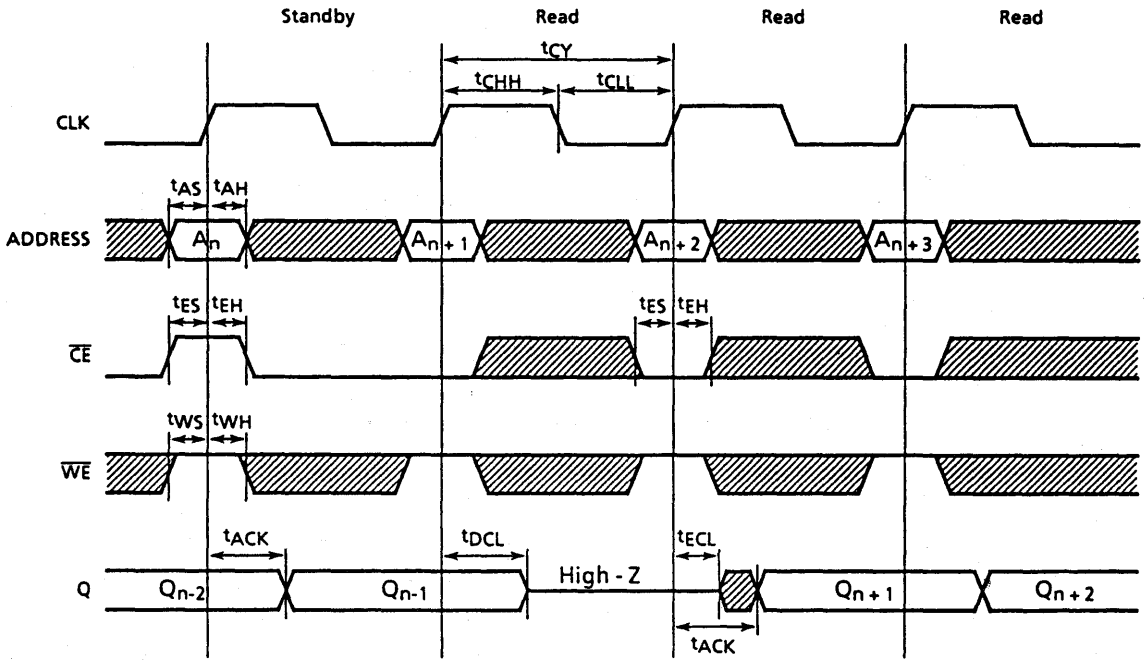 Standby Read Read Read
tCY
tCHH tCLL
CLK
tAS tAH
ADDRESS An An + 1 An + 2 An + 3
tES tEH tES tEH
CE
tWS tWH
WE
tACK tDCL tECL
Q Qn-2 Qn-1 High - Z Qn + 1 Qn + 2
tACK